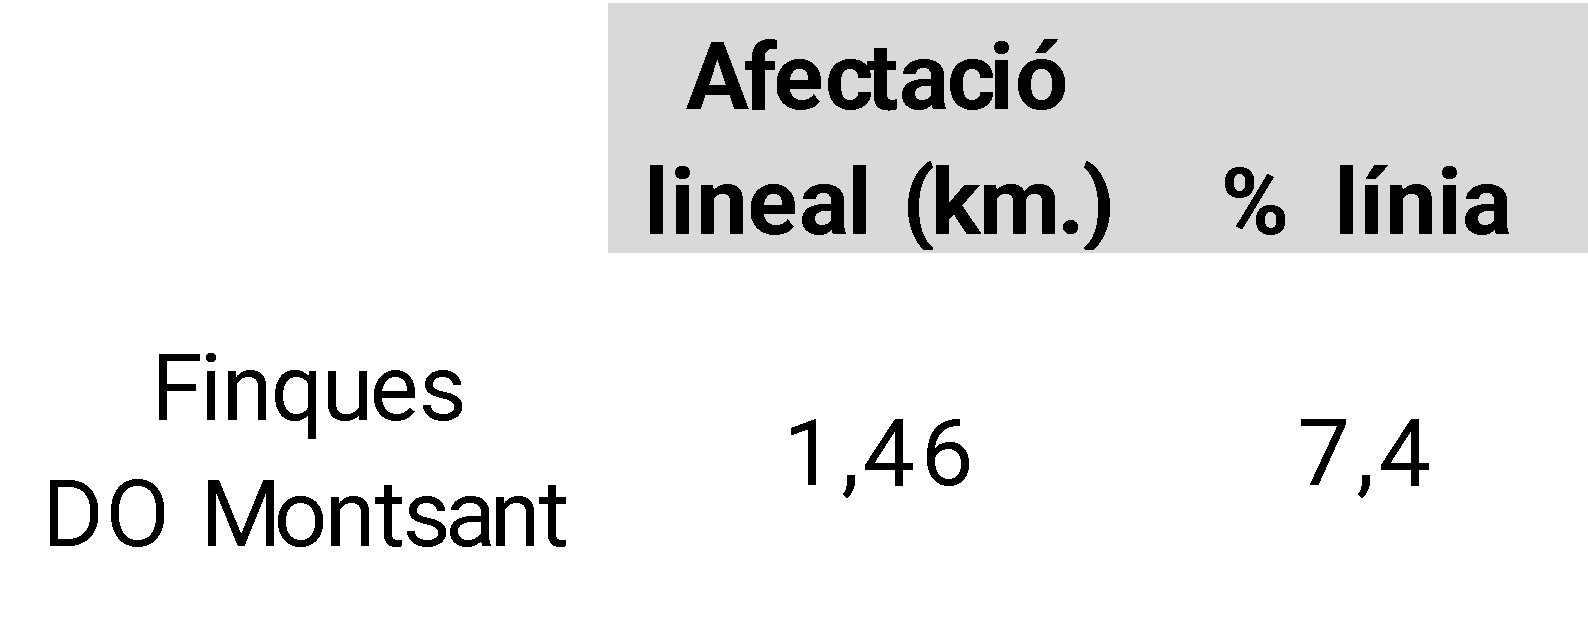 Afectació
lineal (km.) % línia
Finques
DO Montsant
1,46 7,4